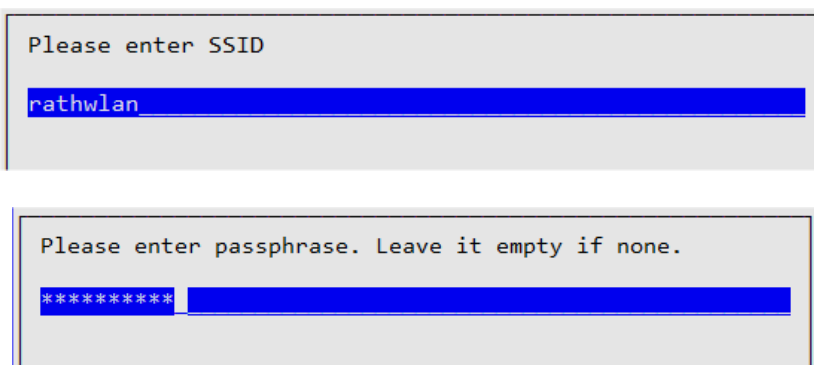 Please enter SSID
rathwlan
Please enter passphrase. Leave it empty if none.
**********